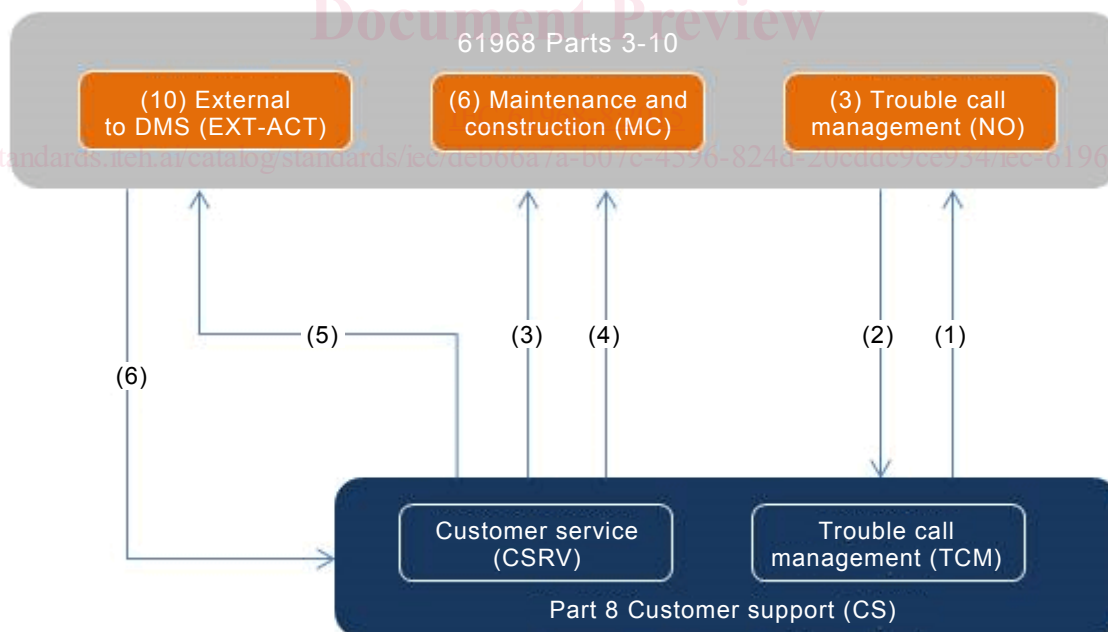 Document Preview
61968 Parts 3-10
(10) External
to DMS (EXT-ACT)
(6) Maintenance and
construction (MC)
(3) Trouble call
management (NO)
(5)
(3)
(4)
(2)
(1)
(6)
Customer service
(CSRV)
Trouble call
management (TCM)
Part 8 Customer support (CS)